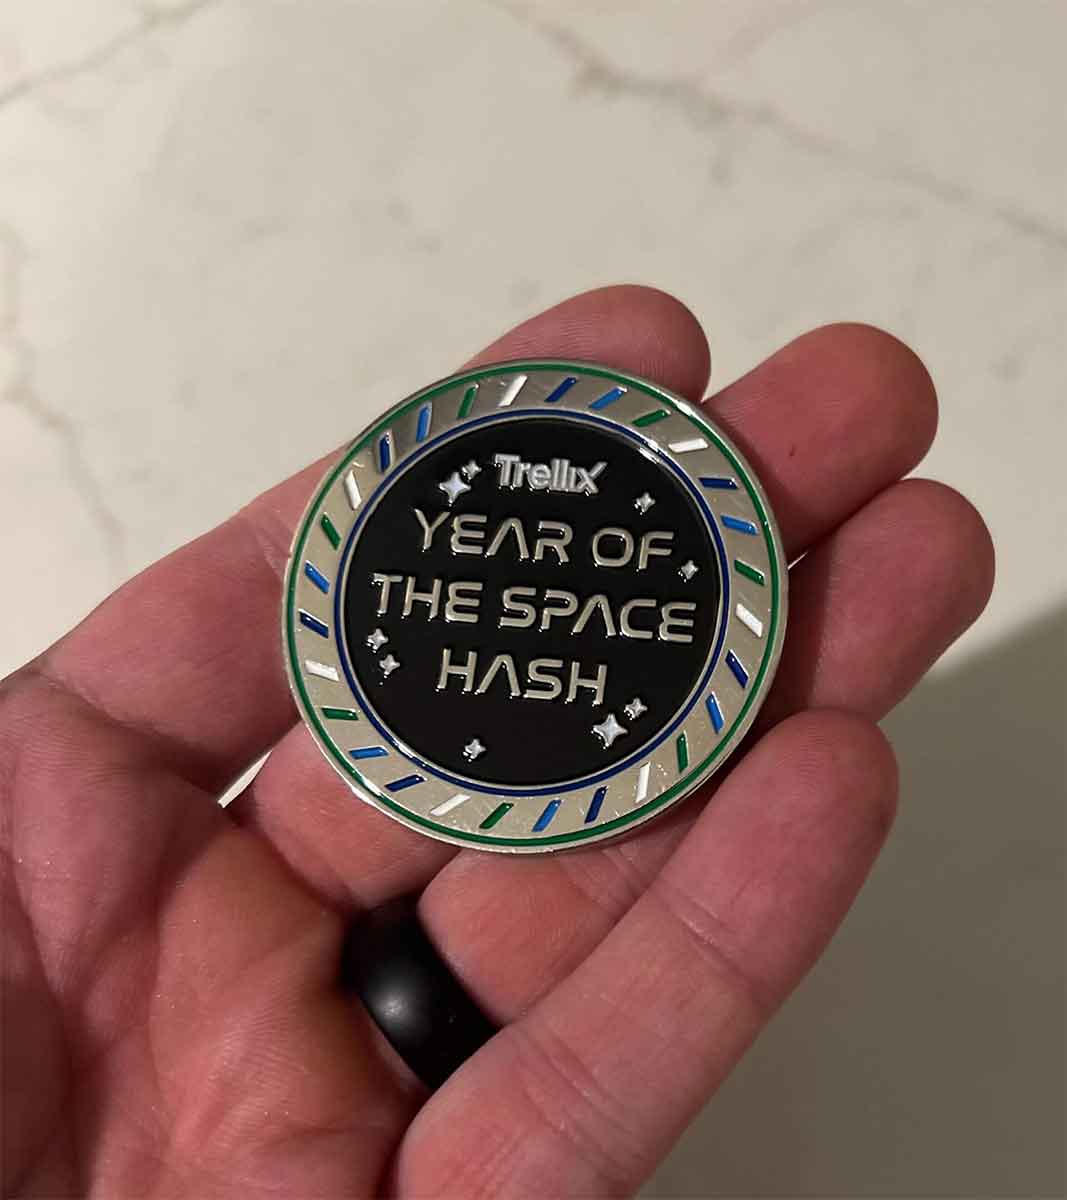 Trellix
YEAR OF
THE SPACE
HASH